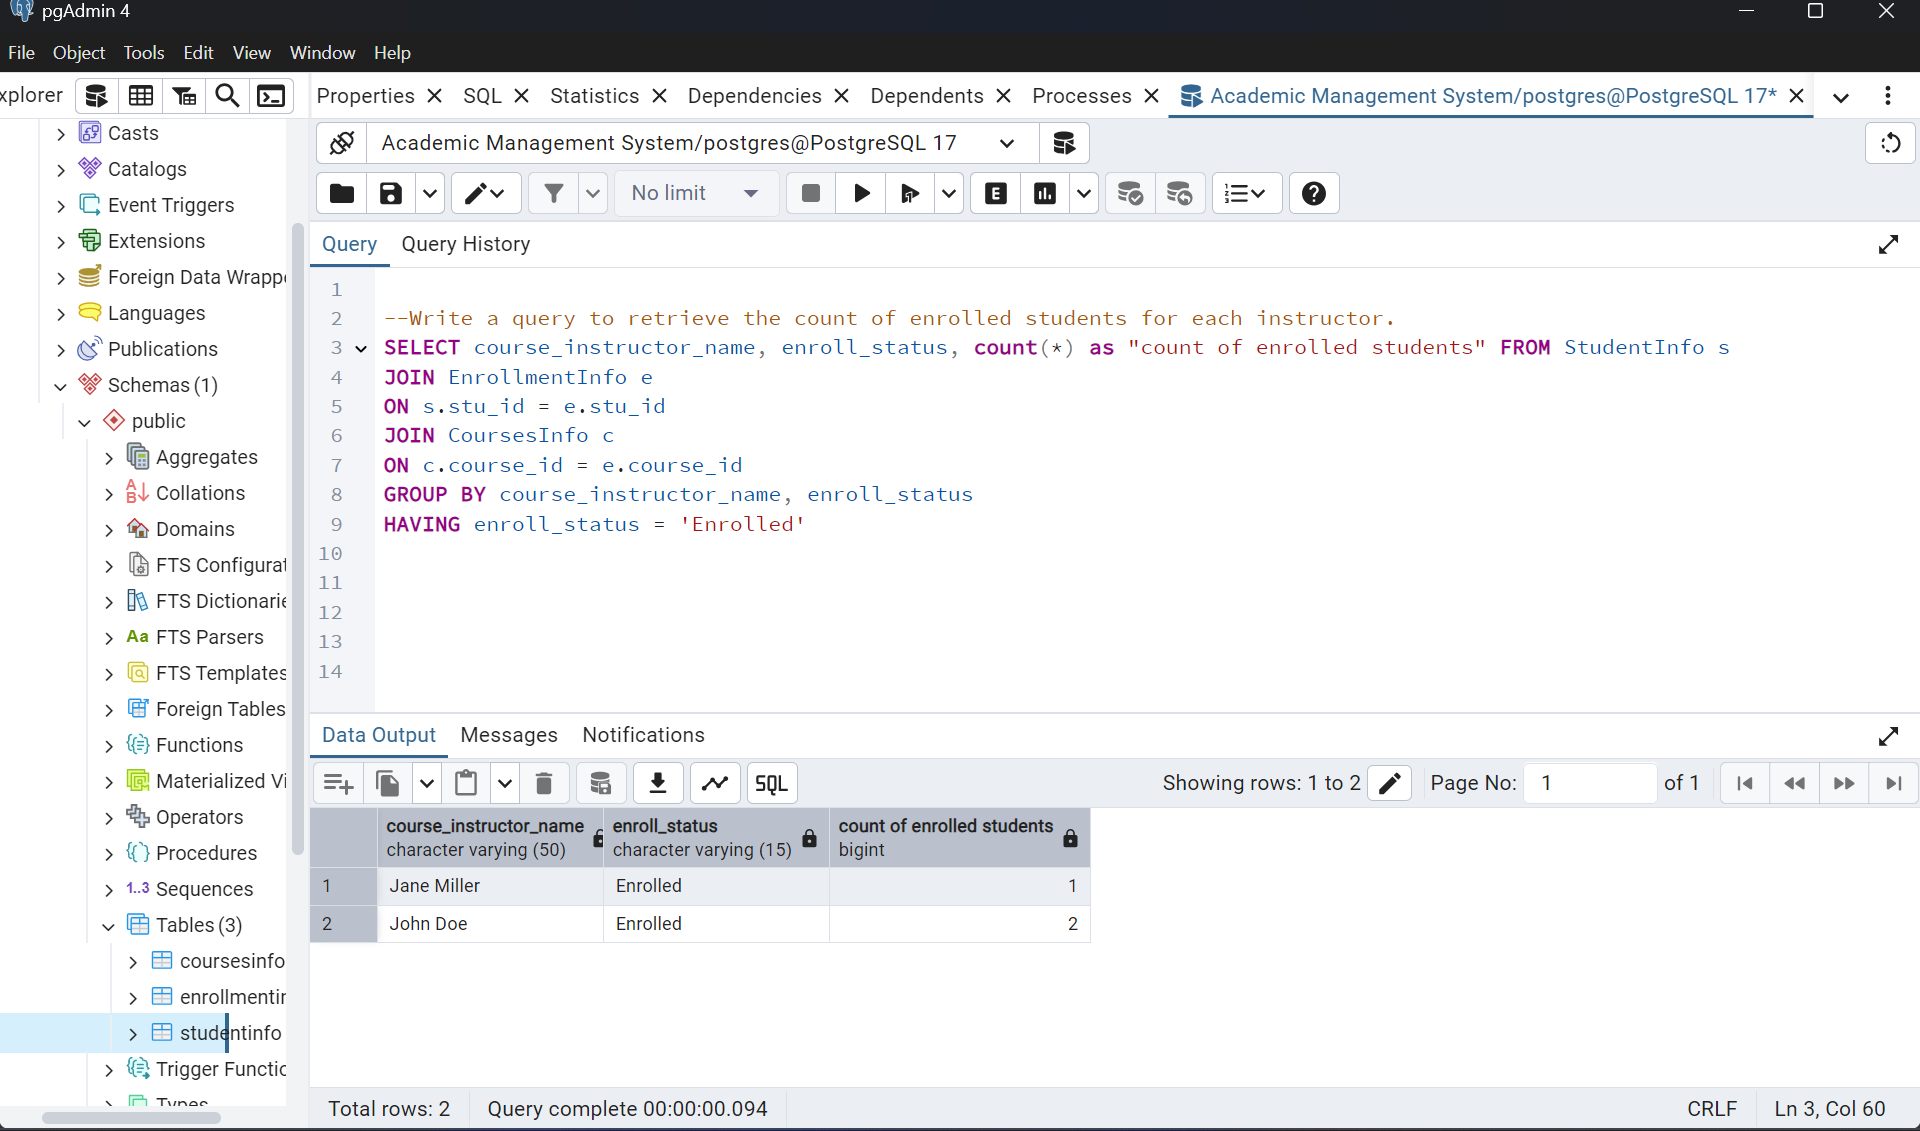 pgAdmin 4
File Object Tools Edit View Window Help
xplorer
Properties SQL Statistics Dependencies Dependents Processes Academic Management System/postgres@PostgreSQL 17*
Casts
Catalogs
Event Triggers
Extensions
Foreign Data Wrappe
Languages
Publications
Schemas (1)
public
Aggregates
Collations
Domains
FTS Configurat
FTS Dictionarie
Aa FTS Parsers
FTS Templates
Foreign Tables
Functions
Materialized Vi
Operators
Procedures
1..3 Sequences
Tables (3)
coursesinfo
enrollmentir
studentinfo
Trigger Functic
Types
Academic Management System/postgres@PostgreSQL 17
No limit
E
Query Query History
1
2 --Write a query to retrieve the count of enrolled students for each instructor.
3 SELECT course_instructor_name, enroll_status, count(*) as "count of enrolled students" FROM StudentInfo s
4 JOIN EnrollmentInfo e
5 ON s.stu_id = e.stu_id
6 JOIN CoursesInfo c
7 ON c.course_id = e.course_id
8 GROUP BY course_instructor_name, enroll_status
9 HAVING enroll_status = 'Enrolled'
10
11
12
13
14
Data Output Messages Notifications
SQL Showing rows: 1 to 2 Page No: 1 of 1
course_instructor_name enroll_status count of enrolled students
character varying (50) character varying (15) bigint
1 Jane Miller Enrolled 1
2 John Doe Enrolled 2
Total rows: 2 Query complete 00:00:00.094 CRLF Ln 3, Col 60